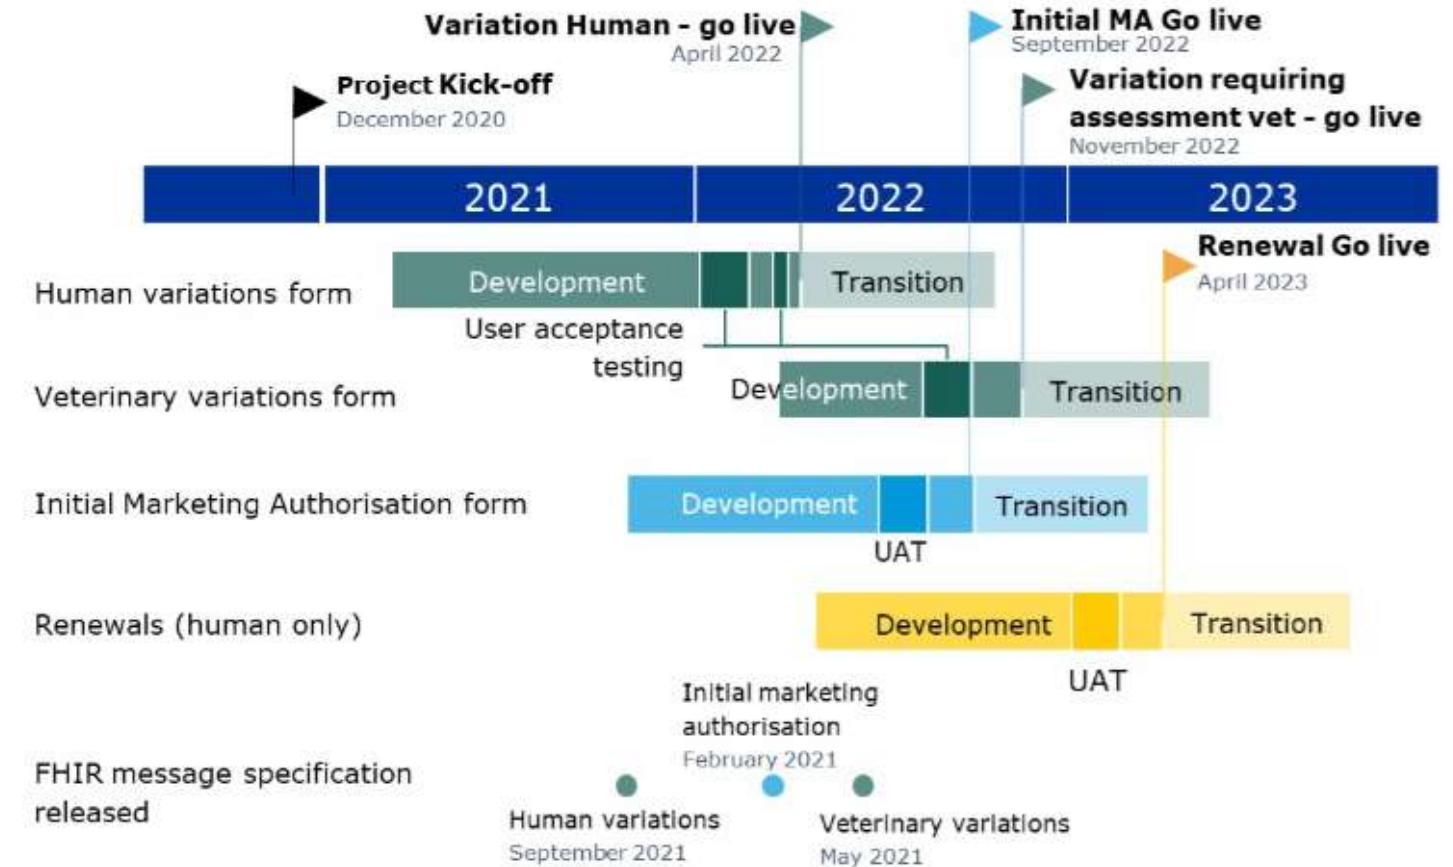 Variation Human - go live
April 2022
Initial MA Go live
September 2022
Project Kick-off
December 2020
Variation requiring
assessment vet - go live
November 2022
2021
2022
2023
Renewal Go live
April 2023
Human variations form
Development
Transition
User acceptance
testing
Veterinary variations form
Development
Transition
Initial Marketing Authorisation form
Development
Transition
UAT
Renewals (human only)
Development
Transition
UAT
Initial marketing
authorisation
February 2021
FHIR message specification
released
Human variations
September 2021
Veterinary variations
May 2021